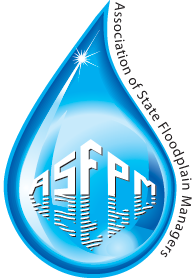 Association of State Floodplain Managers
ASFPM